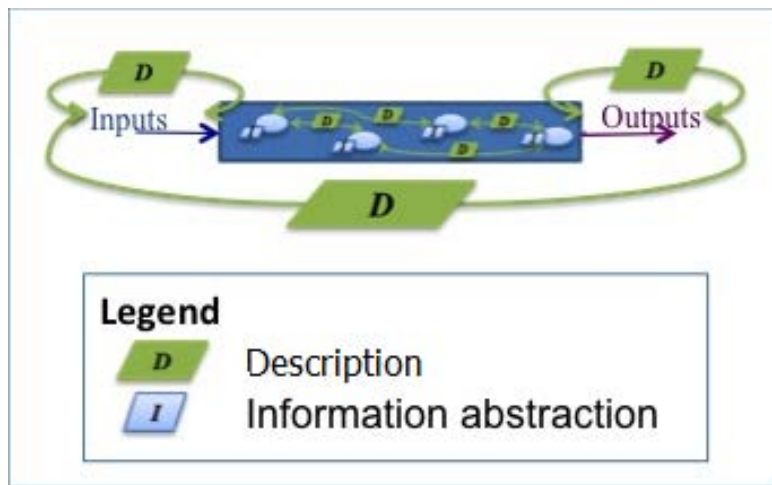 D
D
Inputs
D
D
D
D
Outputs
D
Legend
D Description
I Information abstraction